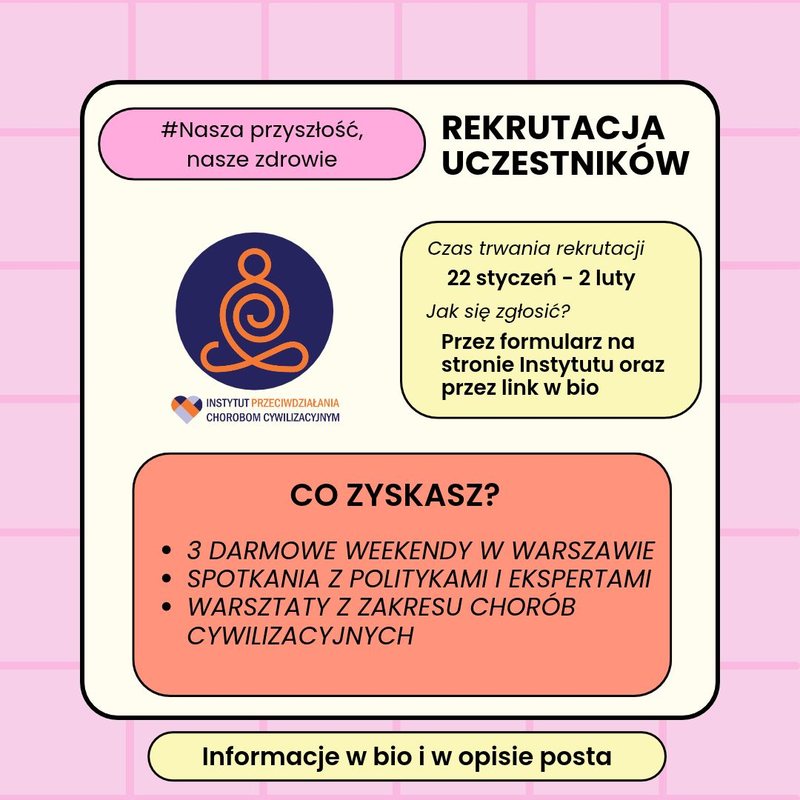 #Nasza przyszłość,
nasze zdrowie
REKRUTACJA
UCZESTNIKÓW
Czas trwania rekrutacji
22 styczeń - 2 luty
Jak się zgłosić?
Przez formularz na
stronie Instytutu oraz
przez link w bio
INSTYTUT PRZECIWDZIAŁANIA
CHOROBOM CYWILIZACYJNYM
CO ZYSKASZ?
• 3 DARMOWE WEEKENDY W WARSZAWIE
• SPOTKANIA Z POLITYKAMI I EKSPERTAMI
• WARSZTATY Z ZAKRESU CHORÓB
CYWILIZACYJNYCH
Informacje w bio i w opisie posta